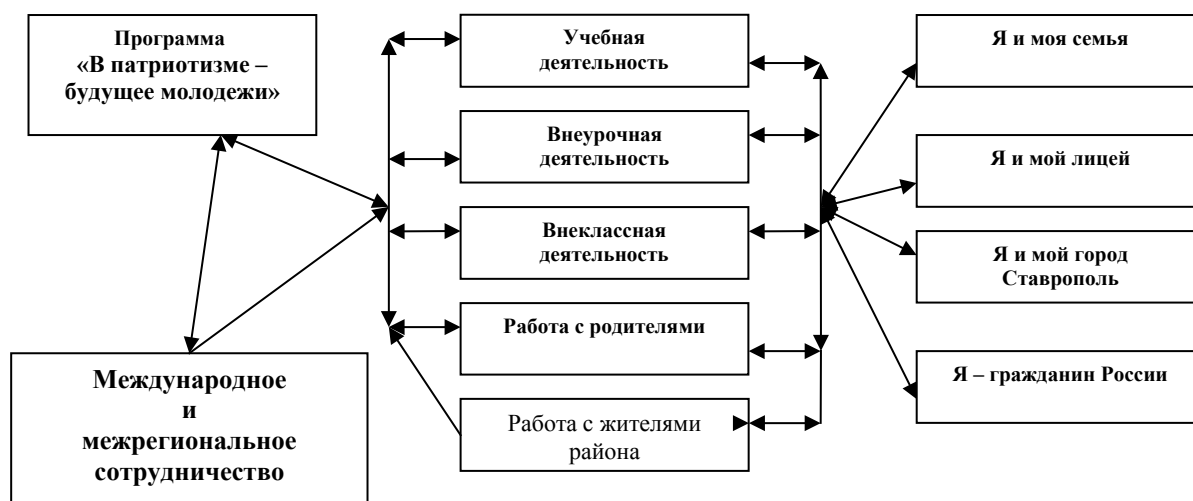 Программа
«В патриотизме –
будущее молодежи»
Международное
и
межрегиональное
сотрудничество
Учебная
деятельность
Внеурочная
деятельность
Внеклассная
деятельность
Работа с родителями
Работа с жителями
района
Я и моя семья
Я и мой лицей
Я и мой город
Ставрополь
Я – гражданин России